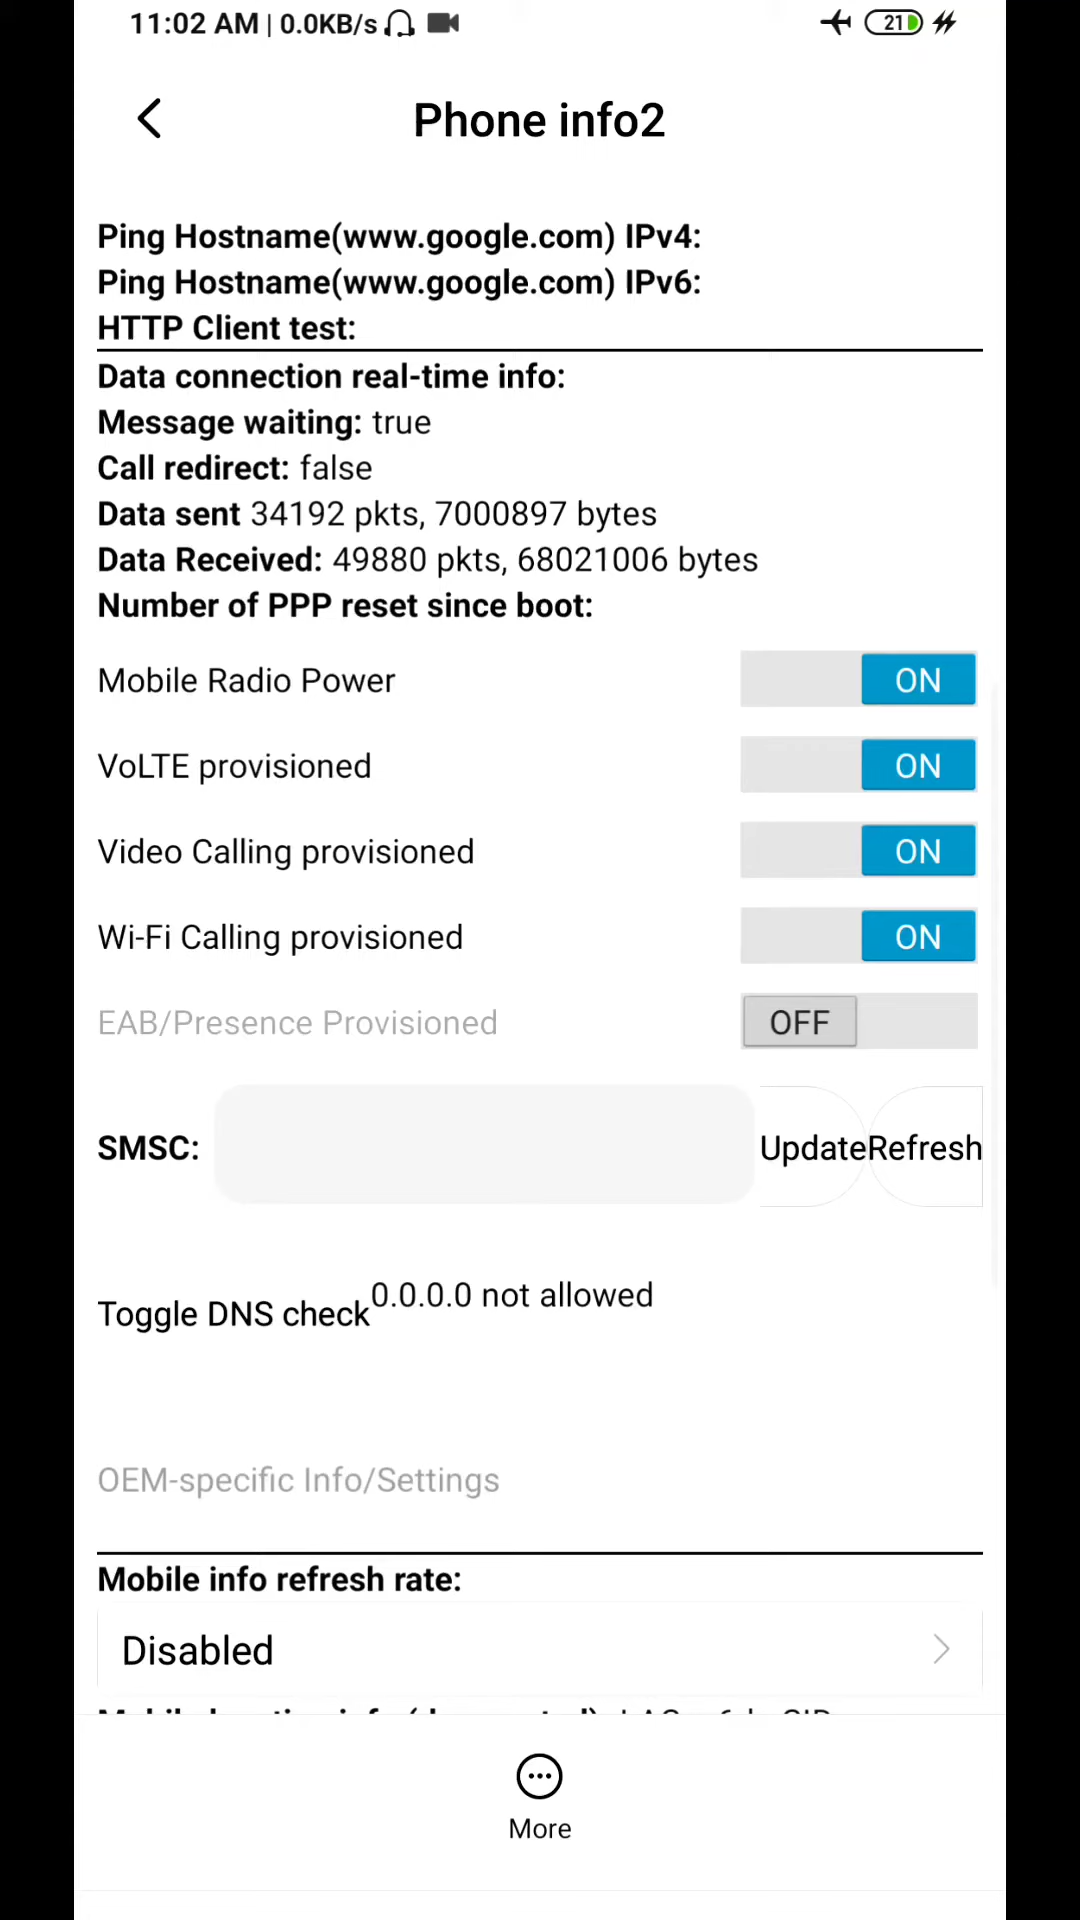 11:02 AM | 0.0KB/s 21
Phone info2
Ping Hostname(www.google.com) IPv4:
Ping Hostname(www.google.com) IPv6:
HTTP Client test:
Data connection real-time info:
Message waiting: true
Call redirect: false
Data sent 34192 pkts, 7000897 bytes
Data Received: 49880 pkts, 68021006 bytes
Number of PPP reset since boot:
Mobile Radio Power ON
VoLTE provisioned ON
Video Calling provisioned ON
Wi-Fi Calling provisioned ON
EAB/Presence Provisioned OFF
SMSC: Update Refresh
Toggle DNS check 0.0.0.0 not allowed
OEM-specific Info/Settings
Mobile info refresh rate:
Disabled
More